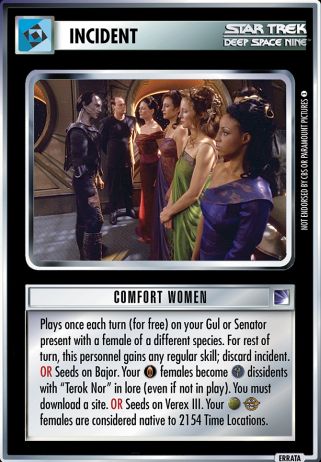 INCIDENT
STAR TREK
DEEP SPACE NINE
NOT ENDORSED BY CBS OR PARAMOUNT PICTURES
COMFORT WOMEN
Plays once each turn (for free) on your Gul or Senator
present with a female of a different species. For rest of
turn, this personnel gains any regular skill; discard incident.
OR Seeds on Bajor. Your females become dissidents
with "Terok Nor" in lore (even if not in play). You must
download a site. OR Seeds on Verex III. Your
females are considered native to 2154 Time Locations.
ERRATA